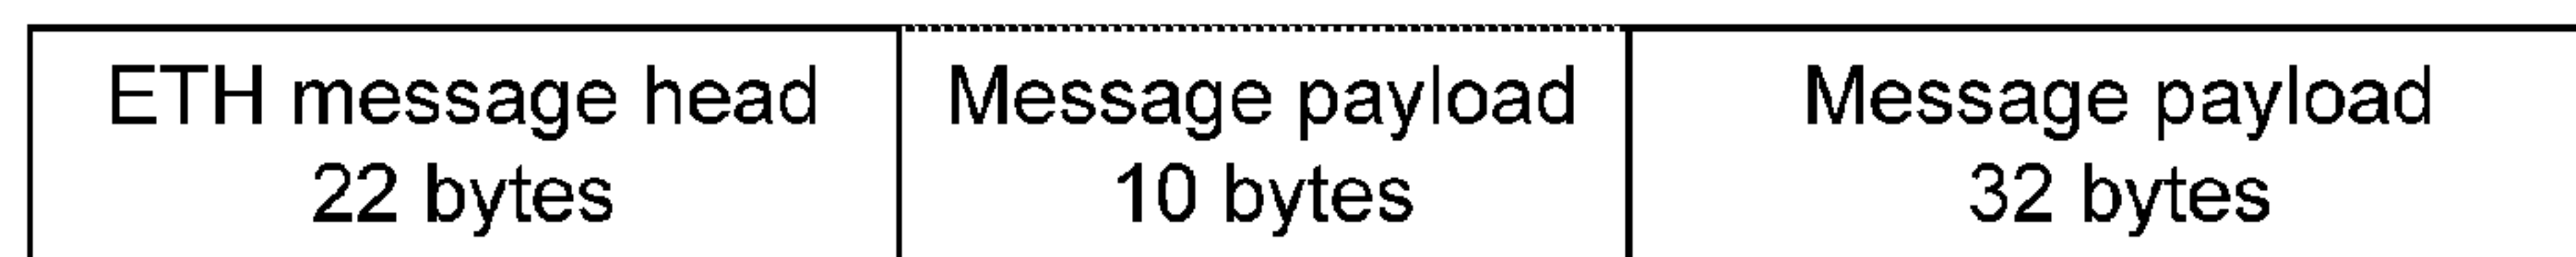 ETH message head
22 bytes
Message payload
10 bytes
Message payload
32 bytes